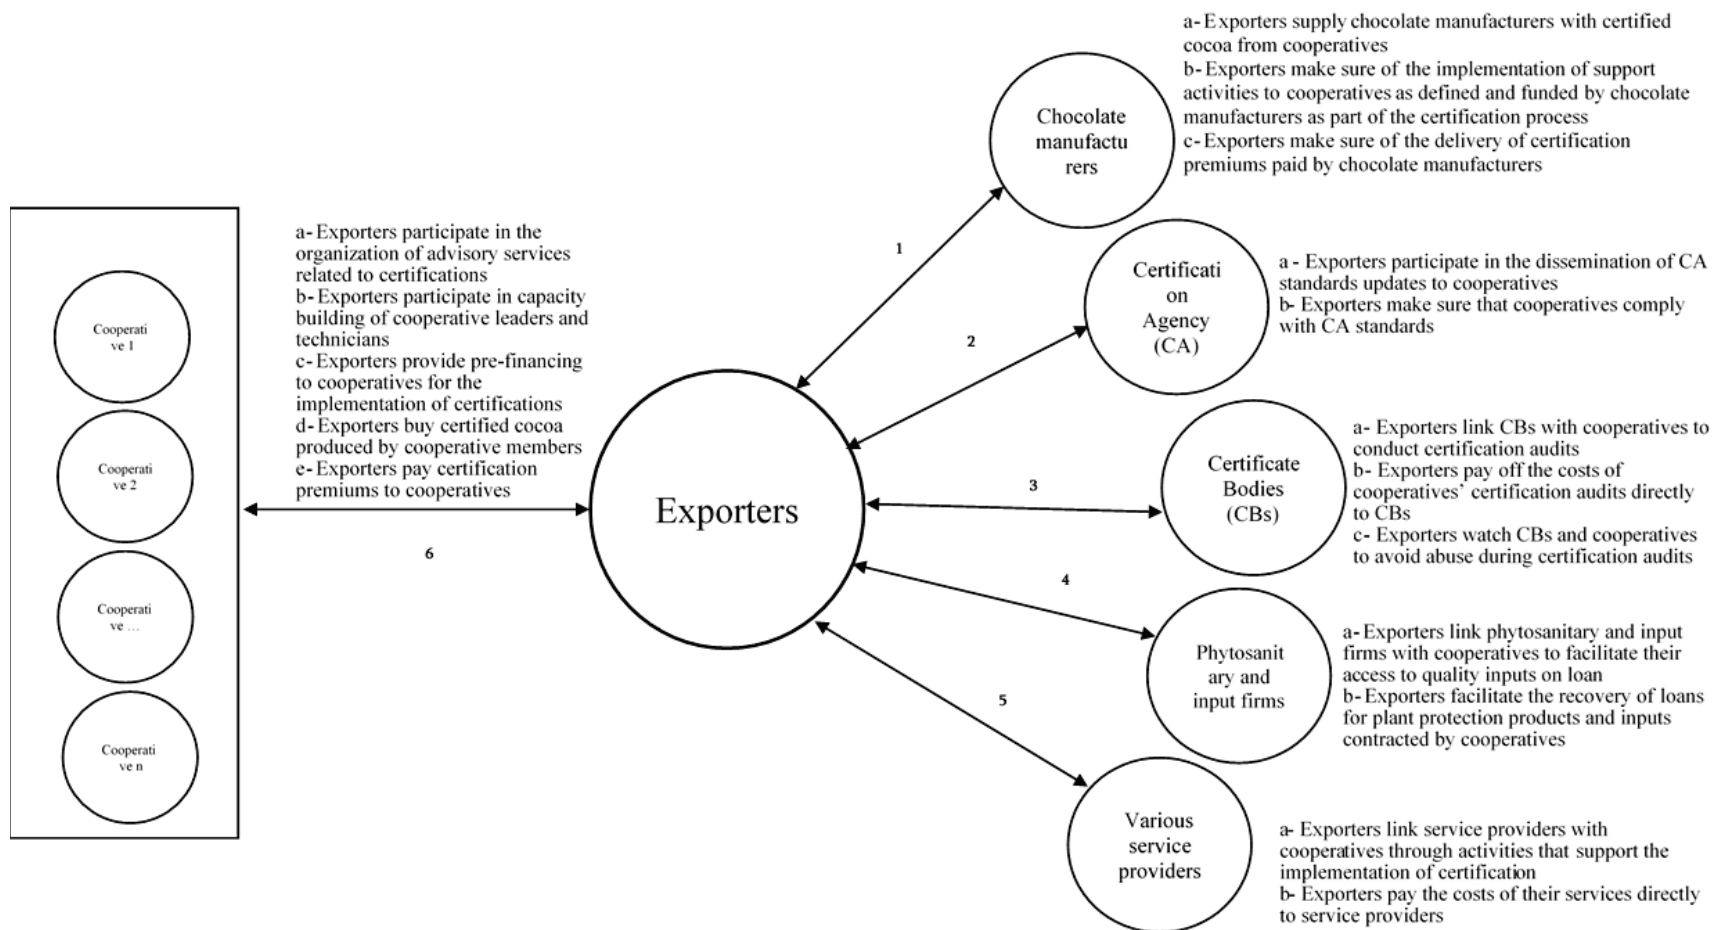 a- Exporters supply chocolate manufacturers with certified
cocoa from cooperatives
b- Exporters make sure of the implementation of support
activities to cooperatives as defined and funded by chocolate
manufacturers as part of the certification process
c- Exporters make sure of the delivery of certification
premiums paid by chocolate manufacturers
Chocolate
manufactu
rers
1
a- Exporters participate in the
organization of advisory services
related to certifications
b- Exporters participate in capacity
building of cooperative leaders and
technicians
c- Exporters provide pre-financing
to cooperatives for the
implementation of certifications
d- Exporters buy certified cocoa
produced by cooperative members
e- Exporters pay certification
premiums to cooperatives
6
Cooperati
ve 1
Cooperati
ve 2
Cooperati
ve ...
Cooperati
ve n
Exporters
2
Certificati
on
Agency
(CA)
a - Exporters participate in the dissemination of CA
standards updates to cooperatives
b- Exporters make sure that cooperatives comply
with CA standards
3
Certificate
Bodies
(CBs)
a- Exporters link CBs with cooperatives to
conduct certification audits
b- Exporters pay off the costs of
cooperatives’ certification audits directly
to CBs
c- Exporters watch CBs and cooperatives
to avoid abuse during certification audits
4
Phytosanit
ary and
input firms
a- Exporters link phytosanitary and input
firms with cooperatives to facilitate their
access to quality inputs on loan
b- Exporters facilitate the recovery of loans
for plant protection products and inputs
contracted by cooperatives
5
Various
service
providers
a- Exporters link service providers with
cooperatives through activities that support the
implementation of certification
b- Exporters pay the costs of their services directly
to service providers